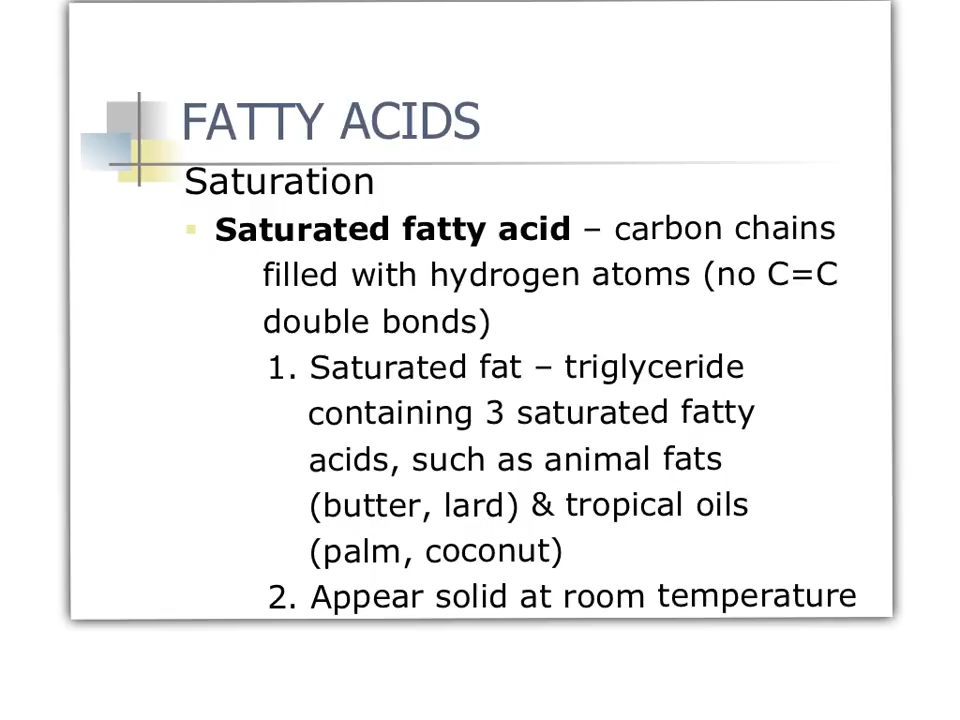 FATTY ACIDS
Saturation
Saturated fatty acid – carbon chains
filled with hydrogen atoms (no C=C
double bonds)
1. Saturated fat – triglyceride
containing 3 saturated fatty
acids, such as animal fats
(butter, lard) & tropical oils
(palm, coconut)
2. Appear solid at room temperature